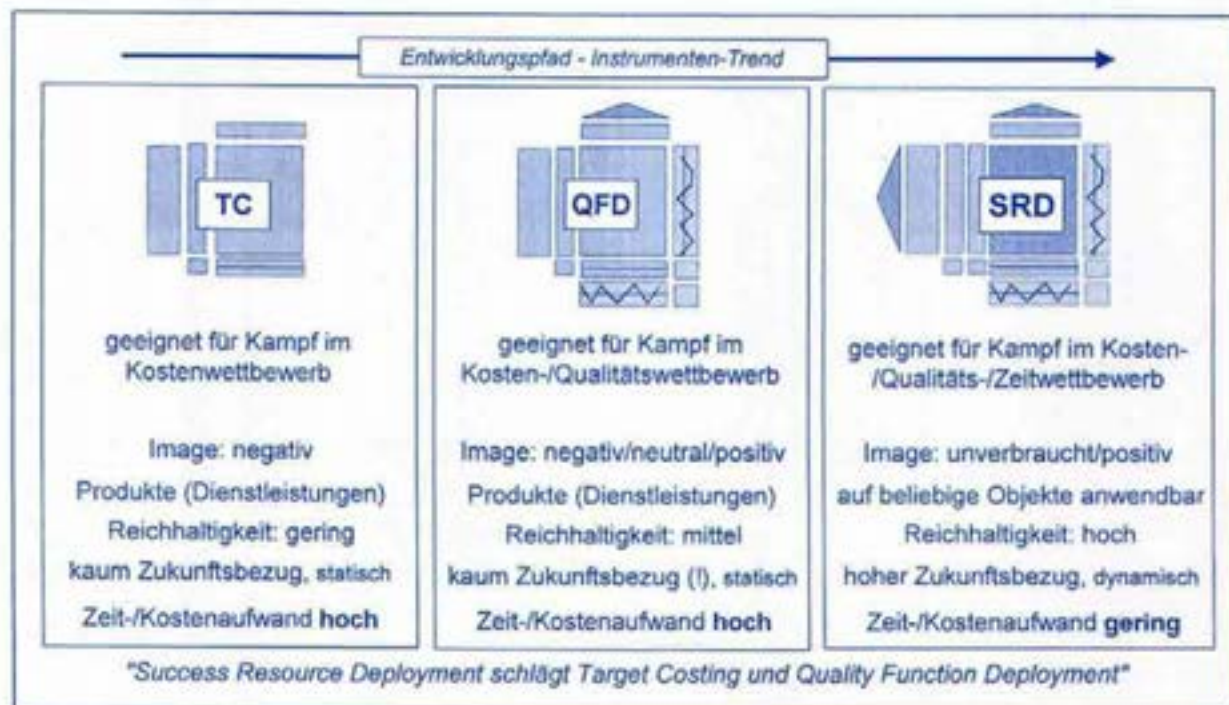 Entwicklungspfad - Instrumenten-Trend
TC
geeignet für Kampf im
Kostenwettbewerb
Image: negativ
Produkte (Dienstleistungen)
Reichhaltigkeit: gering
kaum Zukunftsbezug, statisch
Zeit-/Kostenaufwand hoch
QFD
geeignet für Kampf im
Kosten-/Qualitätswettbewerb
Image: negativ/neutral/positiv
Produkte (Dienstleistungen)
Reichhaltigkeit: mittel
kaum Zukunftsbezug (!), statisch
Zeit-/Kostenaufwand hoch
SRD
geeignet für Kampf im Kosten-
/Qualitäts-/Zeitwettbewerb
Image: unverbraucht/positiv
auf beliebige Objekte anwendbar
Reichhaltigkeit: hoch
hoher Zukunftsbezug, dynamisch
Zeit-/Kostenaufwand gering
"Success Resource Deployment schlägt Target Costing und Quality Function Deployment"